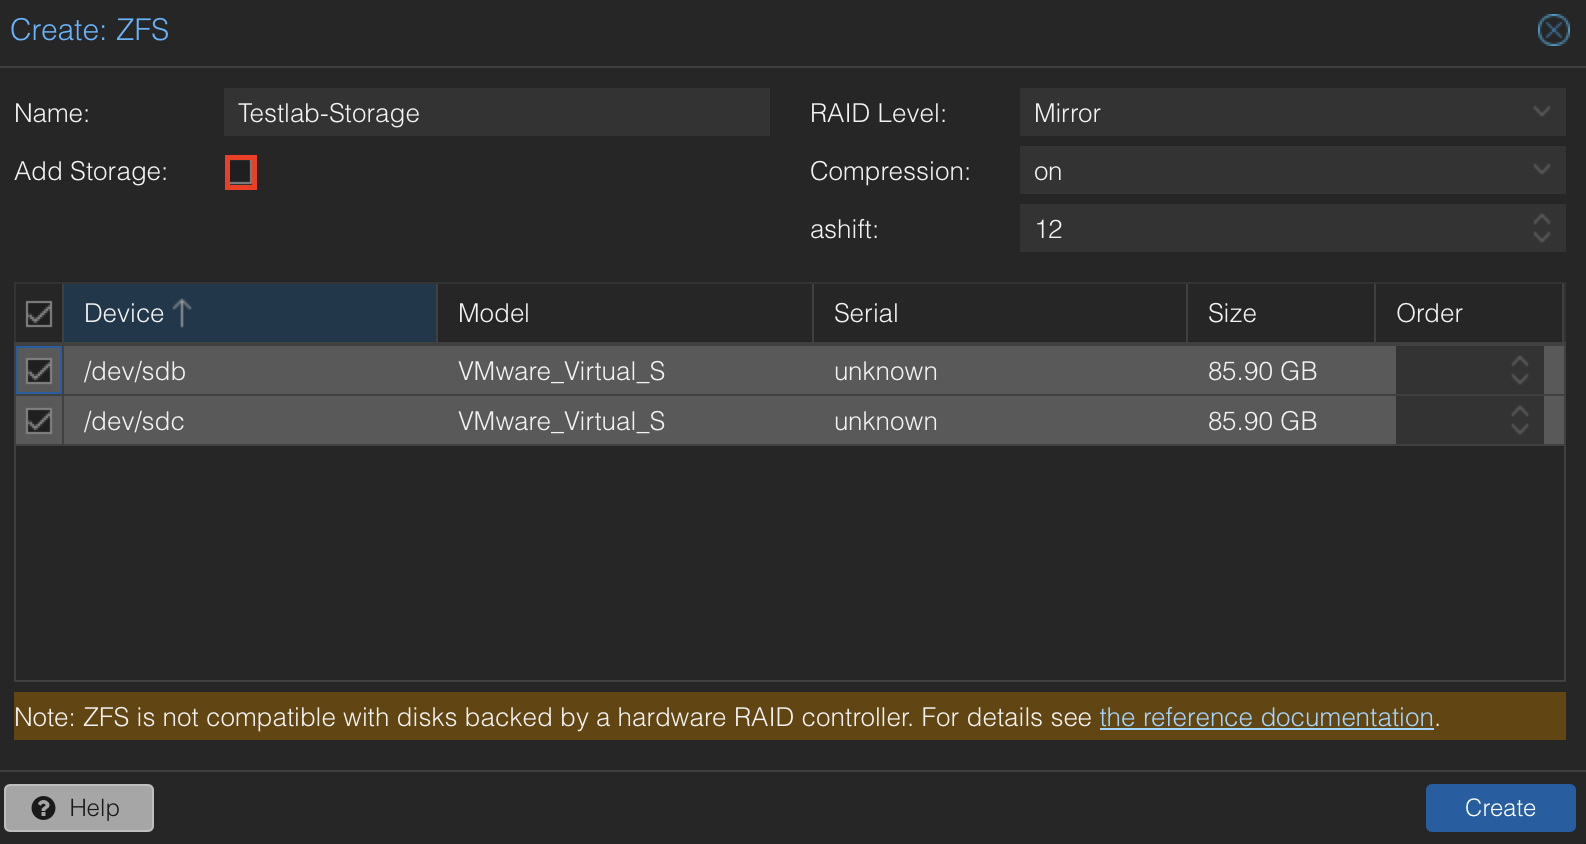 Create: ZFS
Name: Testlab-Storage RAID Level: Mirror
Add Storage: Compression: on
ashift: 12
Device Model Serial Size Order
/dev/sdb VMware_Virtual_S unknown 85.90 GB
/dev/sdc VMware_Virtual_S unknown 85.90 GB
Note: ZFS is not compatible with disks backed by a hardware RAID controller. For details see the reference documentation.
Help Create